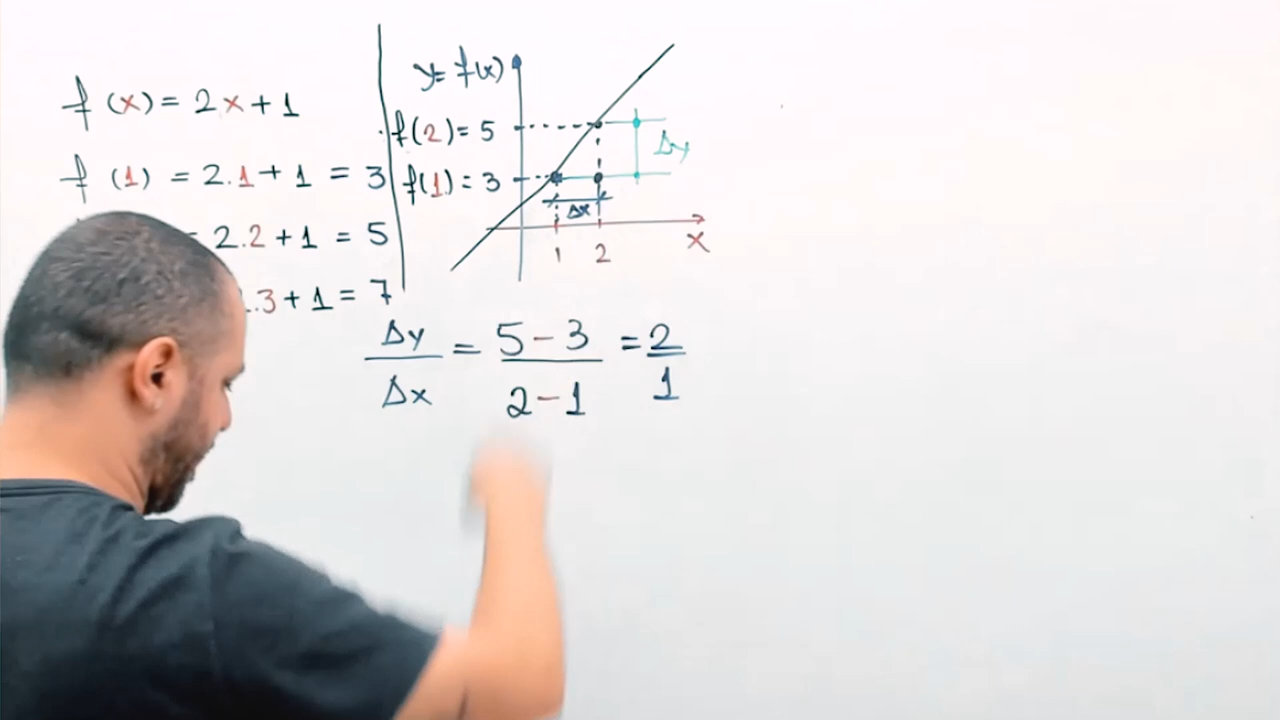 f(x) = 2x + 1
f(1) = 2.1 + 1 = 3
= 2.2 + 1 = 5
.3 + 1 = 7
y = f(x)
f(2) = 5
f(1) = 3
Δy
Δx
1 2
x
Δy/Δx = (5 - 3)/(2 - 1) = 2/1